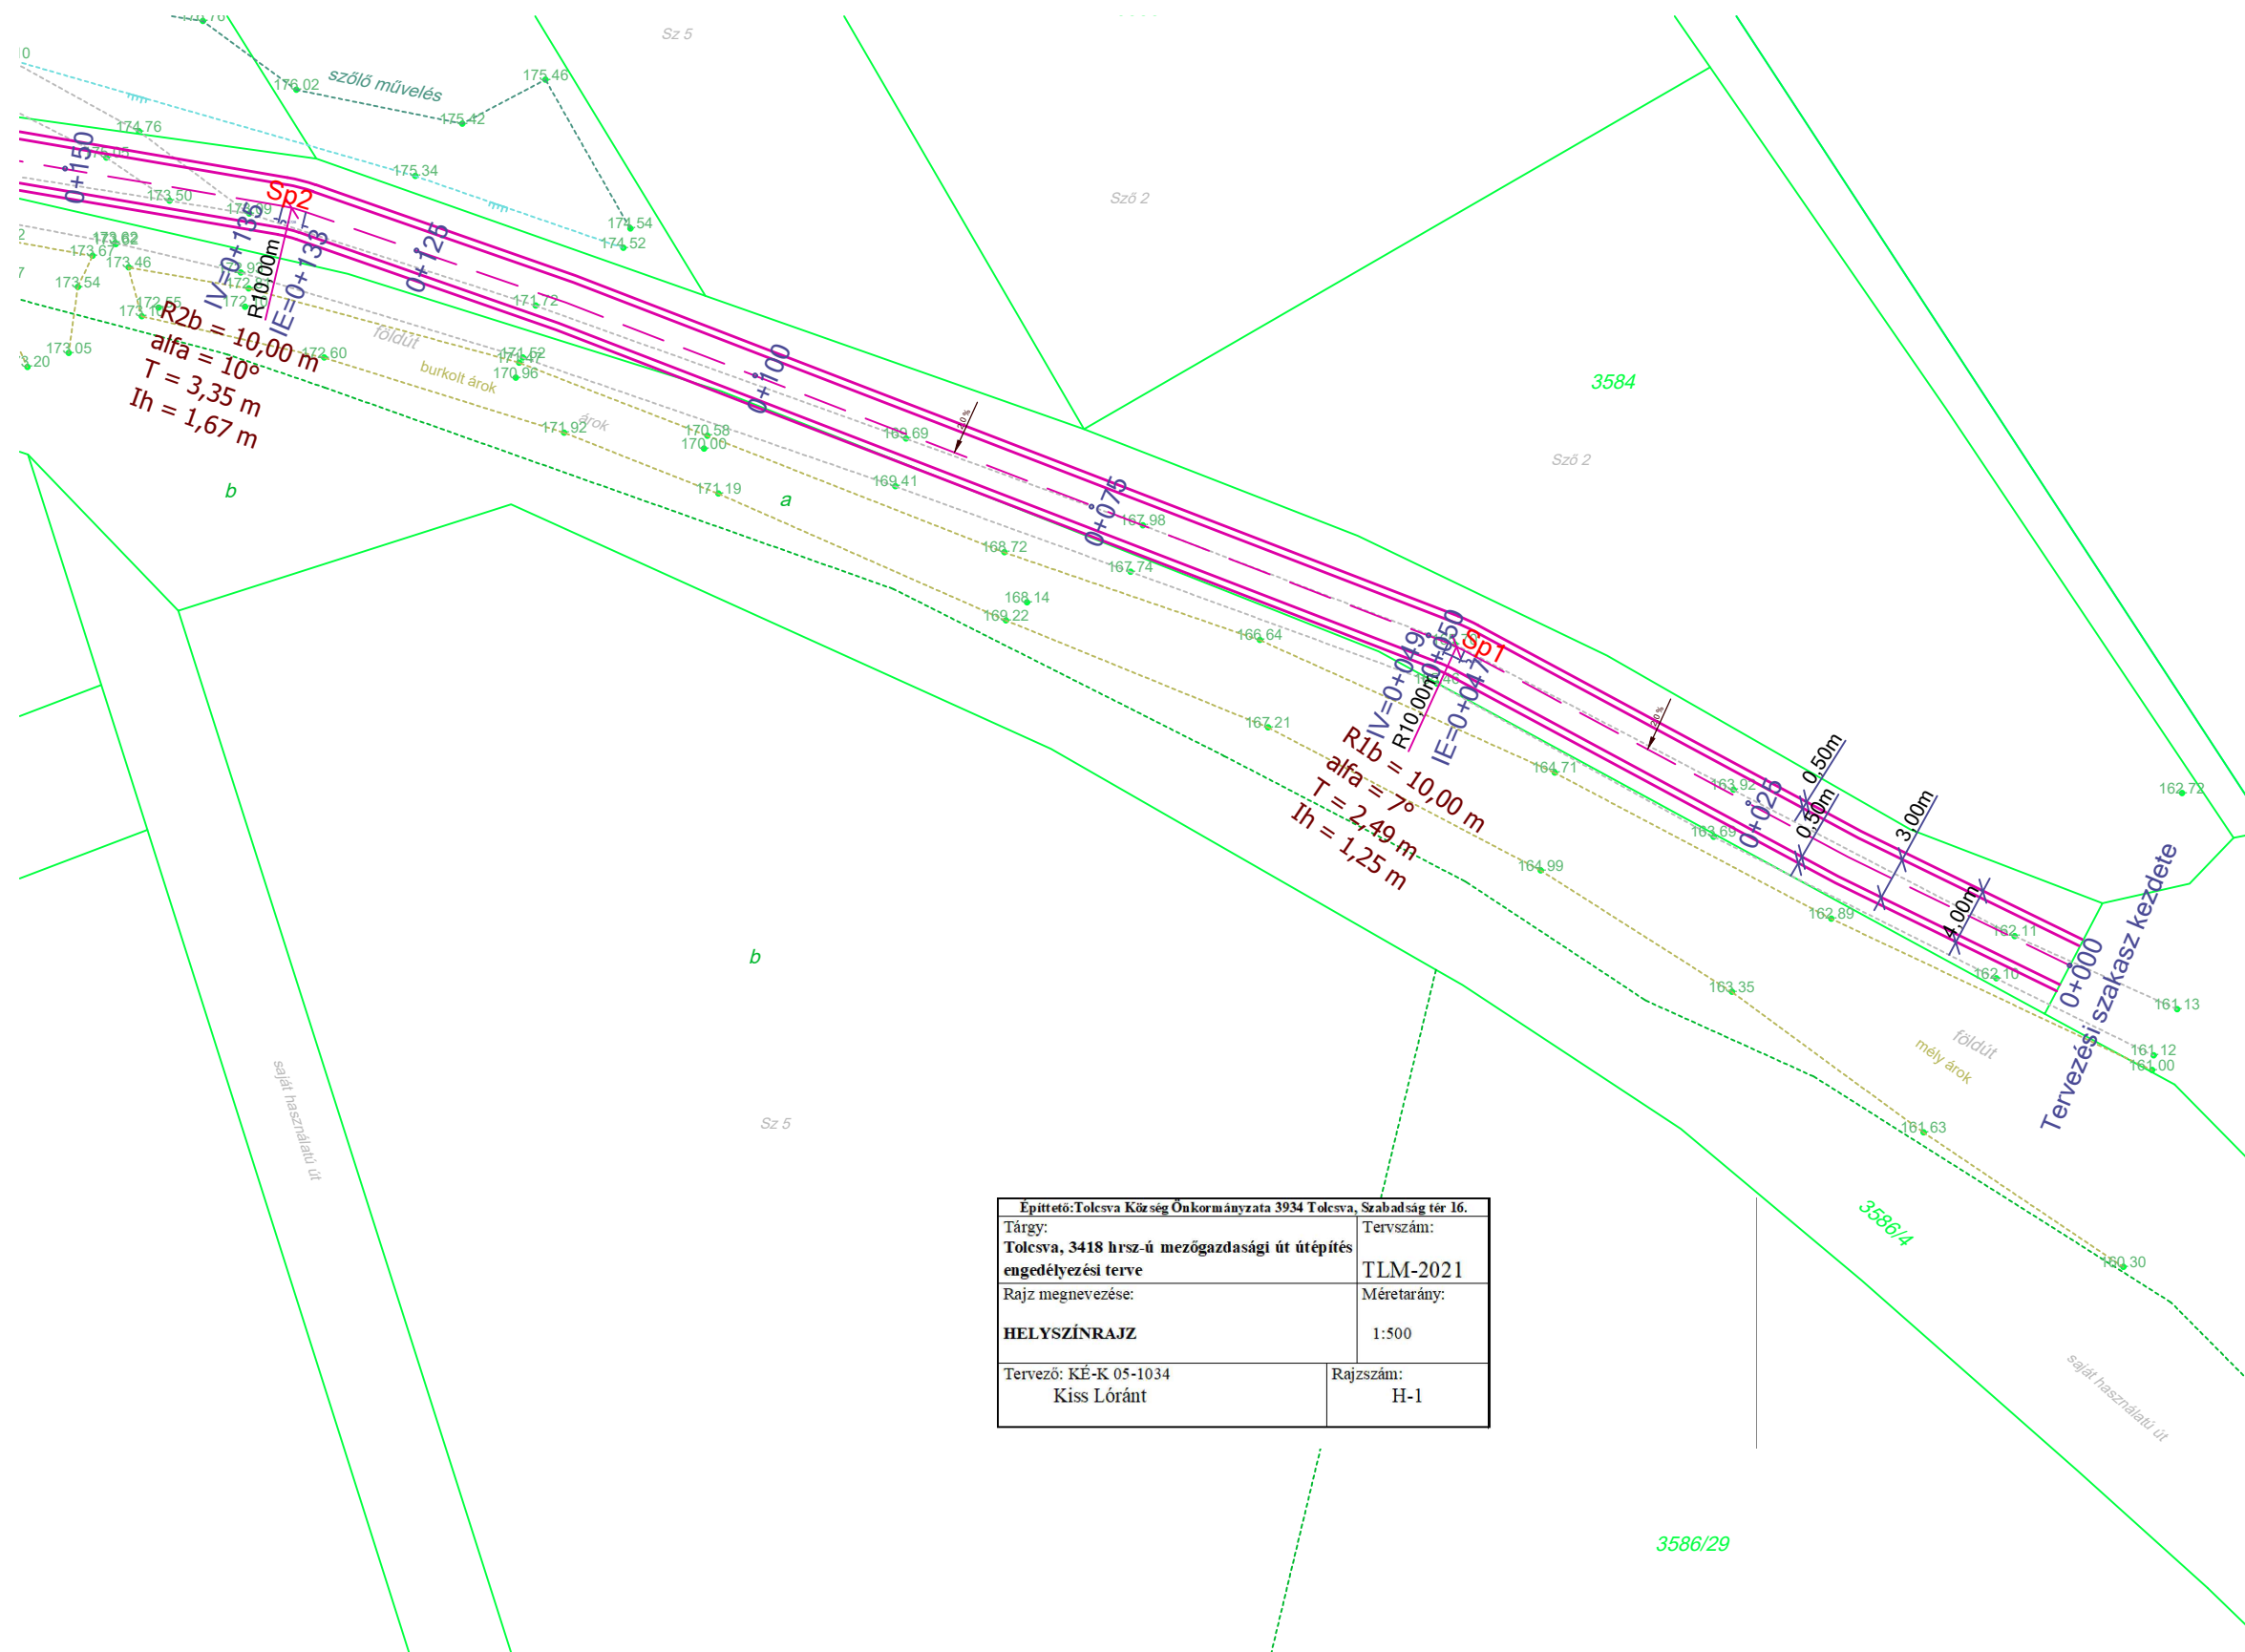 Sz 5
176.02
szőlő művelés
175.46
175.42
174.76
0+150
175.34
Sző 2
173.50
Sp2
174.54
174.52
0+125
173.62
173.67
173.46
IV=0+135
R10,00m
IE=0+133
173.54
171.72
173.05
172.60
földút
171.52
170.96
burkolt árok
0+100
R2b = 10,00 m
alfa = 10°
T = 3,35 m
Ih = 1,67 m
3584
171.92
árok
170.58
170.00
169.69
2,0%
Sző 2
b
171.19
a
169.41
0+075
167.98
168.72
167.74
168.14
169.22
166.64
IV=0+049
0+050
Sp1
R10,00m
IE=0+047
167.21
R1b = 10,00 m
alfa = 7°
T = 2,49 m
Ih = 1,25 m
2,0%
164.71
163.92
0,50m
0,50m
162.72
163.69
0+025
3,00m
164.99
162.89
4,00m
162.11
162.10
0+000
Tervezési szakasz kezdete
b
163.35
161.13
földút
mély árok
161.12
161.00
saját használatú út
Sz 5
161.63
3586/4
160.30
Építtető:Tolcsva Község Önkormányzata 3934 Tolcsva, Szabadság tér 16.
Tárgy:
Tolcsva, 3418 hrsz-ú mezőgazdasági út útépítés
engedélyezési terve
Tervszám:
TLM-2021
Rajz megnevezése:
HELYSZÍNRAJZ
Méretarány:
1:500
Tervező: KÉ-K 05-1034
Kiss Lóránt
Rajzszám:
H-1
saját használatú út
3586/29